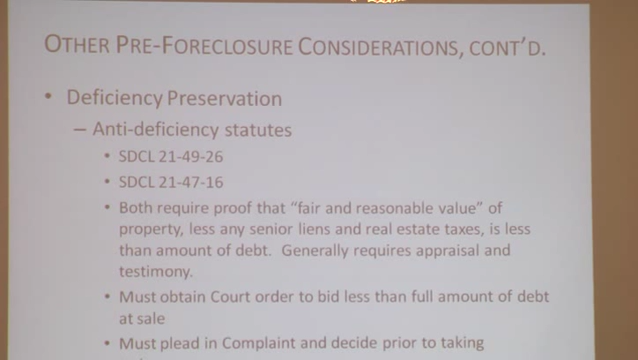 OTHER PRE-FORECLOSURE CONSIDERATIONS, CONT'D.
• Deficiency Preservation
– Anti-deficiency statutes
• SDCL 21-49-26
• SDCL 21-47-16
• Both require proof that “fair and reasonable value” of
property, less any senior liens and real estate taxes, is less
than amount of debt. Generally requires appraisal and
testimony.
• Must obtain Court order to bid less than full amount of debt
at sale
• Must plead in Complaint and decide prior to taking